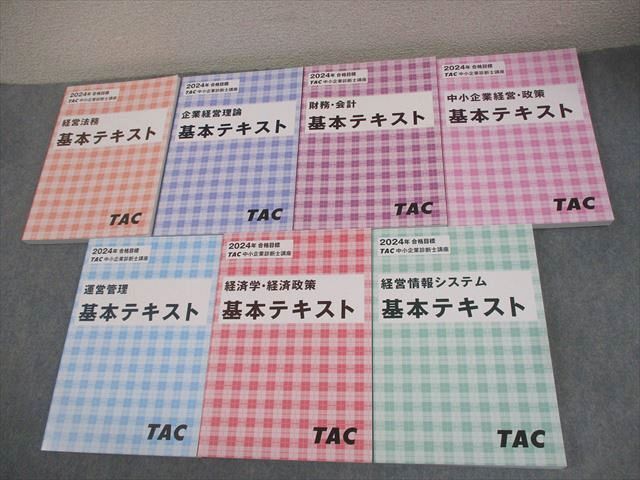 2024年 合格目標
TAC 中小企業診断士講座
経営法務
基本テキスト
TAC
2024年 合格目標
TAC 中小企業診断士講座
企業経営理論
基本テキスト
TAC
2024年 合格目標
TAC 中小企業診断士講座
財務・会計
基本テキスト
TAC
2024年 合格目標
TAC 中小企業診断士講座
中小企業経営・政策
基本テキスト
TAC
2024年 合格目標
TAC 中小企業診断士講座
運営管理
基本テキスト
TAC
2024年 合格目標
TAC 中小企業診断士講座
経済学・経済政策
基本テキスト
TAC
2024年 合格目標
TAC 中小企業診断士講座
経営情報システム
基本テキスト
TAC